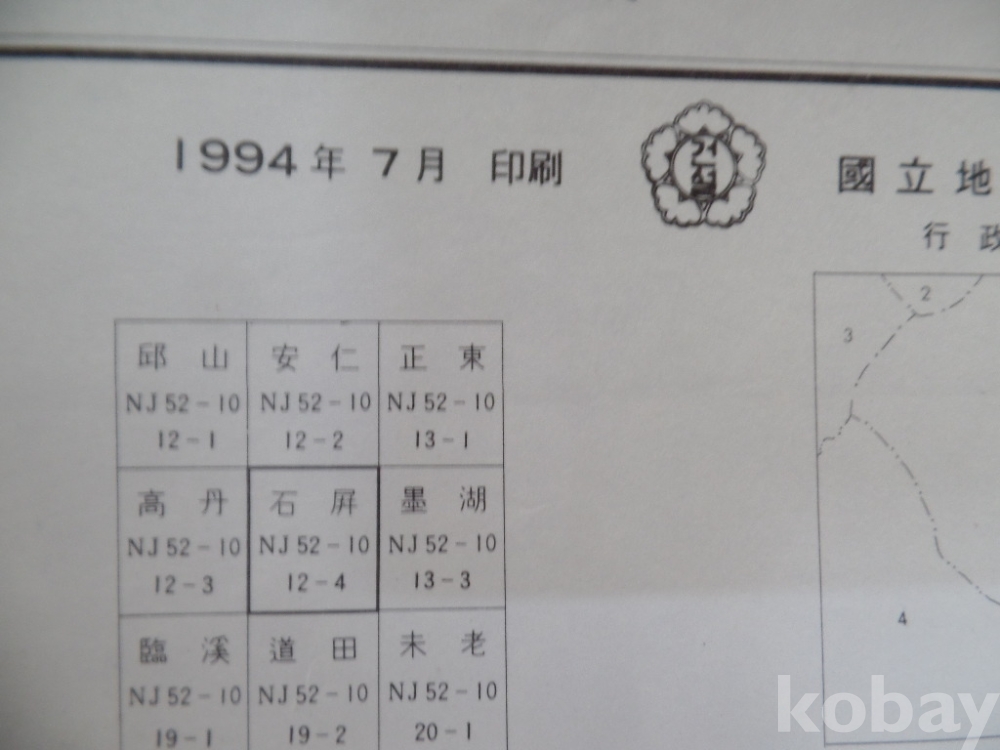 1994年 7月 印刷
건설
國立地
行政
邱山 安仁 正東
NJ 52-10 NJ 52-10 NJ 52-10
12-1 12-2 13-1
高丹 石屛 墨湖
NJ 52-10 NJ 52-10 NJ 52-10
12-3 12-4 13-3
臨溪 道田 未老
NJ 52-10 NJ 52-10 NJ 52-10
19-1 19-2 20-1
2
3
4
kobay